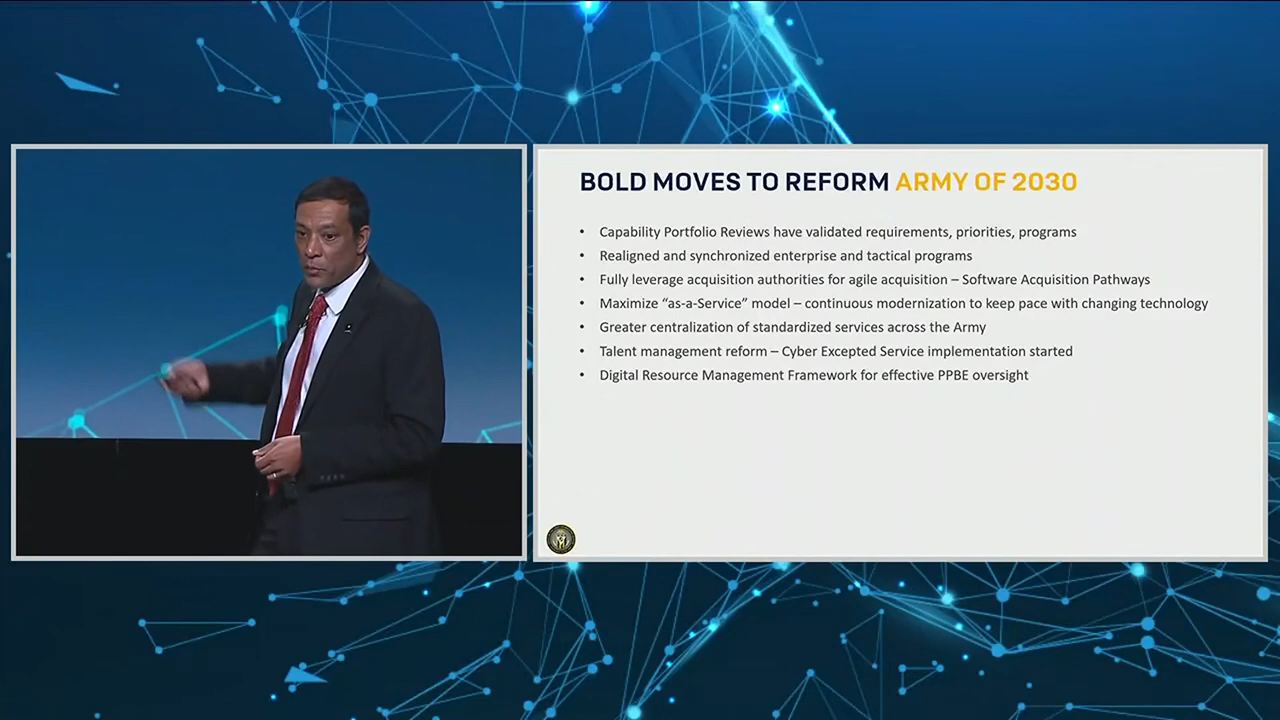 BOLD MOVES TO REFORM ARMY OF 2030
• Capability Portfolio Reviews have validated requirements, priorities, programs
• Realigned and synchronized enterprise and tactical programs
• Fully leverage acquisition authorities for agile acquisition – Software Acquisition Pathways
• Maximize “as-a-Service” model – continuous modernization to keep pace with changing technology
• Greater centralization of standardized services across the Army
• Talent management reform – Cyber Excepted Service implementation started
• Digital Resource Management Framework for effective PPBE oversight